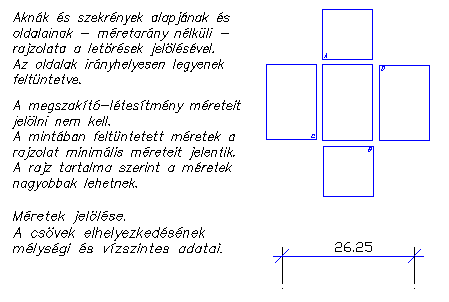 Aknák és szekrények alapjának és
oldalainak – méretarány nélküli –
rajzolata a letörések jelölésével.
Az oldalak irányhelyesen legyenek
feltüntetve.
A megszakító-létesítmény méreteit
jelölni nem kell.
A mintában feltüntetett méretek a
rajzolat minimális méreteit jelentik.
A rajz tartalma szerint a méretek
nagyobbak lehetnek.
Méretek jelölése.
A csövek elhelyezkedésének
mélységi és vízszintes adatai.
A
26.25